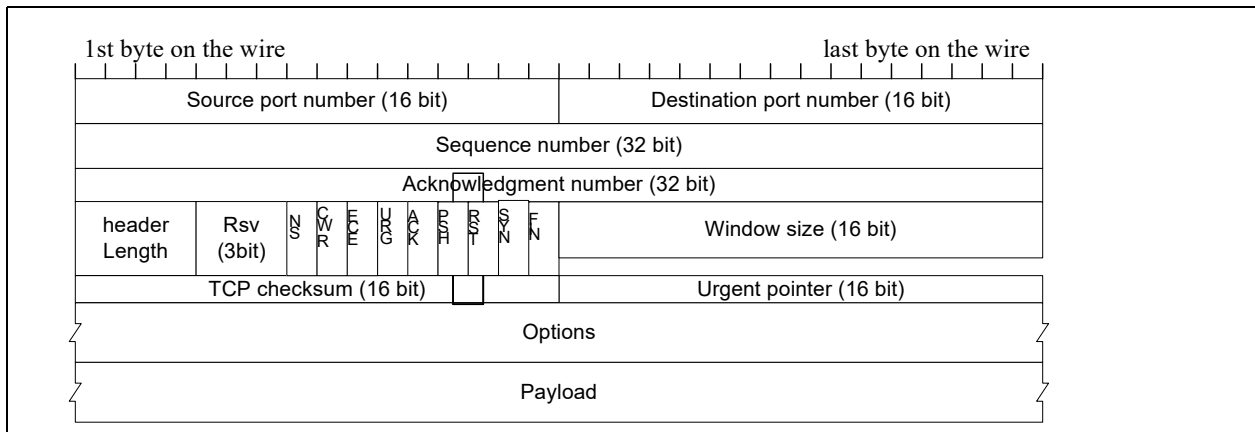 1st byte on the wire
last byte on the wire
Source port number (16 bit)
Destination port number (16 bit)
Sequence number (32 bit)
Acknowledgment number (32 bit)
header
Length
Rsv
(3bit)
NS
CWR
ECE
URG
ACK
PSH
RST
SYN
FIN
Window size (16 bit)
TCP checksum (16 bit)
Urgent pointer (16 bit)
Options
Payload